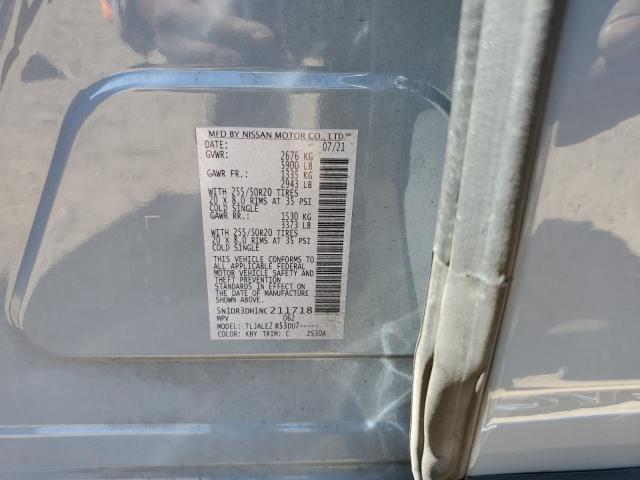 MFD BY NISSAN MOTOR CO., LTD.
DATE: 07/21
GVWR: 2676 KG
5900 LB
GAWR FR.: 1335 KG
2943 LB
WITH 255/50R20 TIRES
20 X 8.0 RIMS AT 35 PSI
COLD SINGLE
GAWR RR.: 1530 KG
3373 LB
WITH 255/50R20 TIRES
20 X 8.0 RIMS AT 35 PSI
COLD SINGLE
THIS VEHICLE CONFORMS TO
ALL APPLICABLE FEDERAL
MOTOR VEHICLE SAFETY AND
THEFT PREVENTION
STANDARDS IN EFFECT ON
THE DATE OF MANUFACTURE
SHOWN ABOVE.
5N1DR3DH1NC211718
MPV 062
MODEL: TLJALEZ R53DU7-----
COLOR: KBY TRIM: C 2S30A